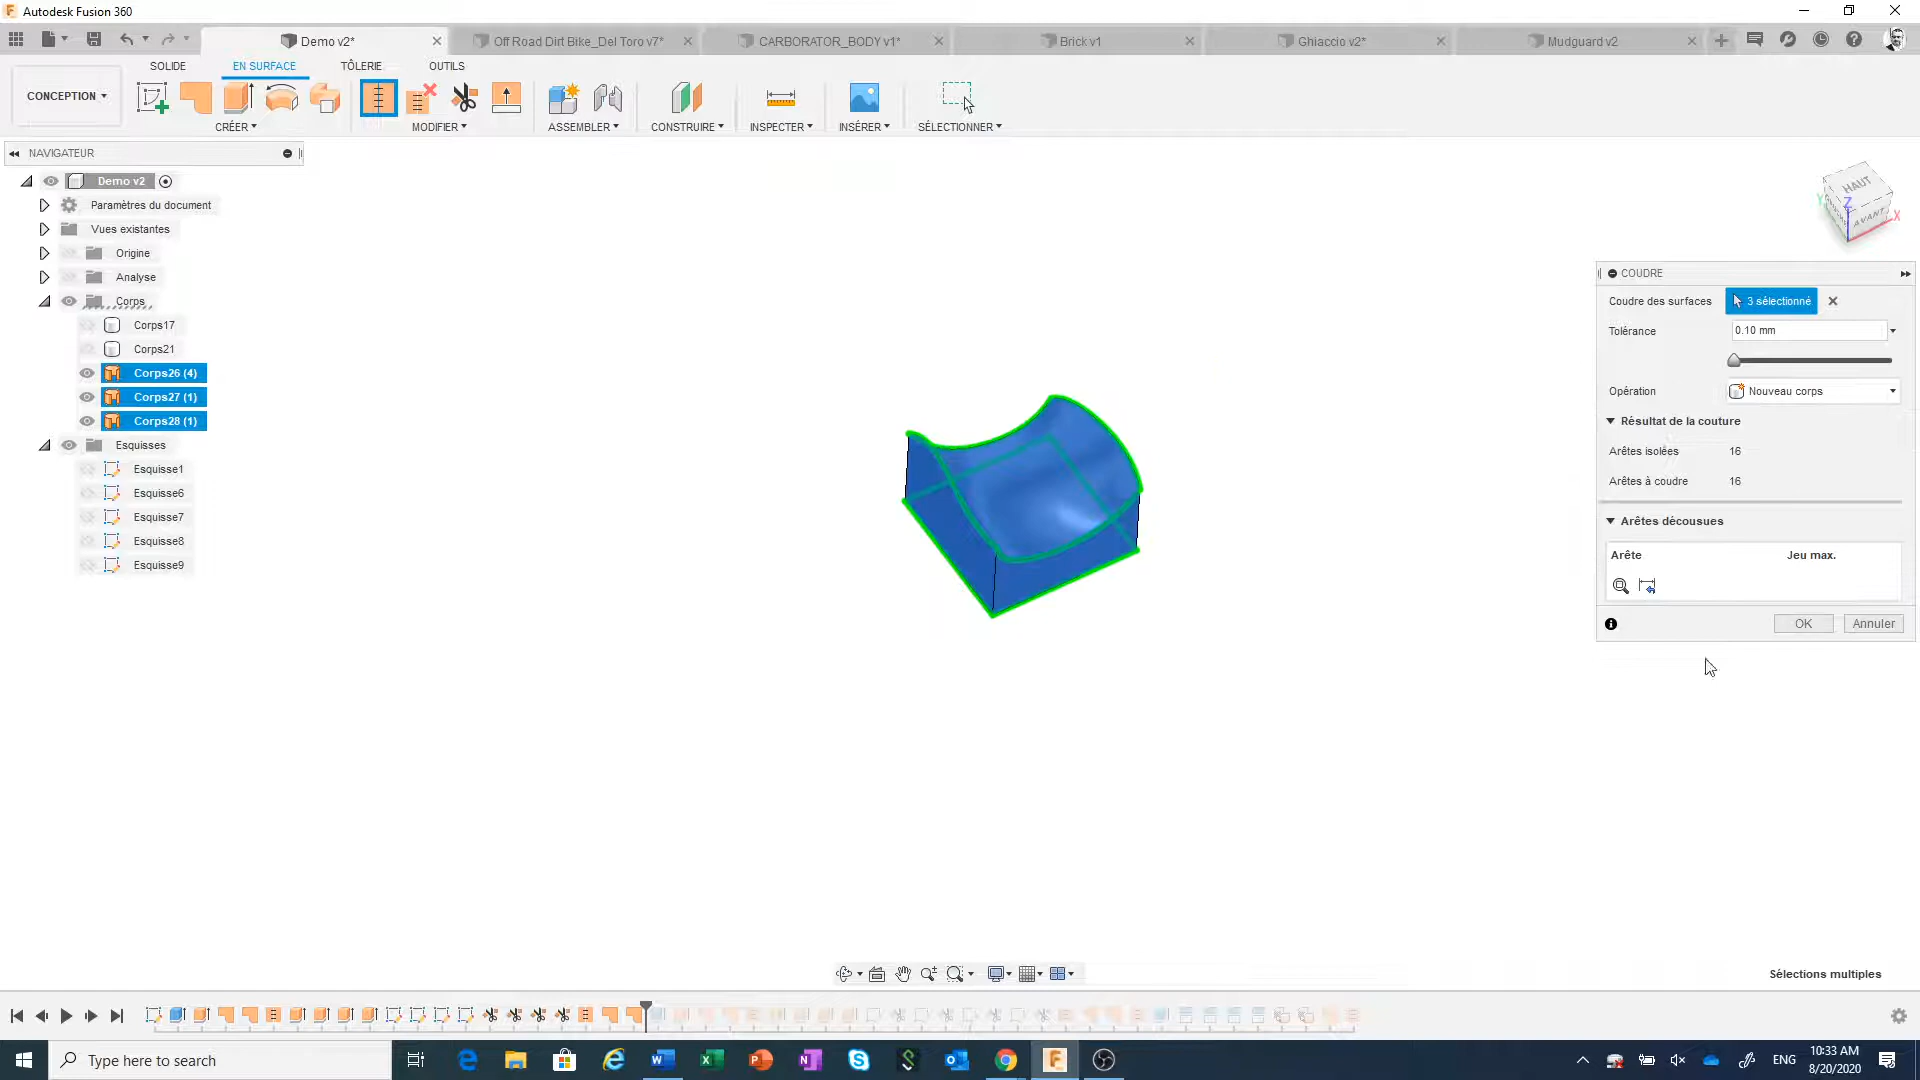 Autodesk Fusion 360
Demo v2*
Off Road Dirt Bike_Del Toro v7*
CARBORATOR_BODY v1*
Brick v1
Ghiaccio v2*
Mudguard v2
SOLIDE
EN SURFACE
TÔLERIE
OUTILS
CONCEPTION
CRÉER
MODIFIER
ASSEMBLER
CONSTRUIRE
INSPECTER
INSÉRER
SÉLECTIONNER
NAVIGATEUR
Demo v2
Paramètres du document
Vues existantes
Origine
Analyse
Corps
Corps17
Corps21
Corps26 (4)
Corps27 (1)
Corps28 (1)
Esquisses
Esquisse1
Esquisse6
Esquisse7
Esquisse8
Esquisse9
HAUT
AVANT
Y
Z
X
COUDRE
Coudre des surfaces
3 sélectionné
Tolérance
0.10 mm
Opération
Nouveau corps
Résultat de la couture
Arêtes isolées
16
Arêtes à coudre
16
Arêtes décousues
Arête
Jeu max.
OK
Annuler
Sélections multiples
Type here to search
ENG
10:33 AM
8/20/2020